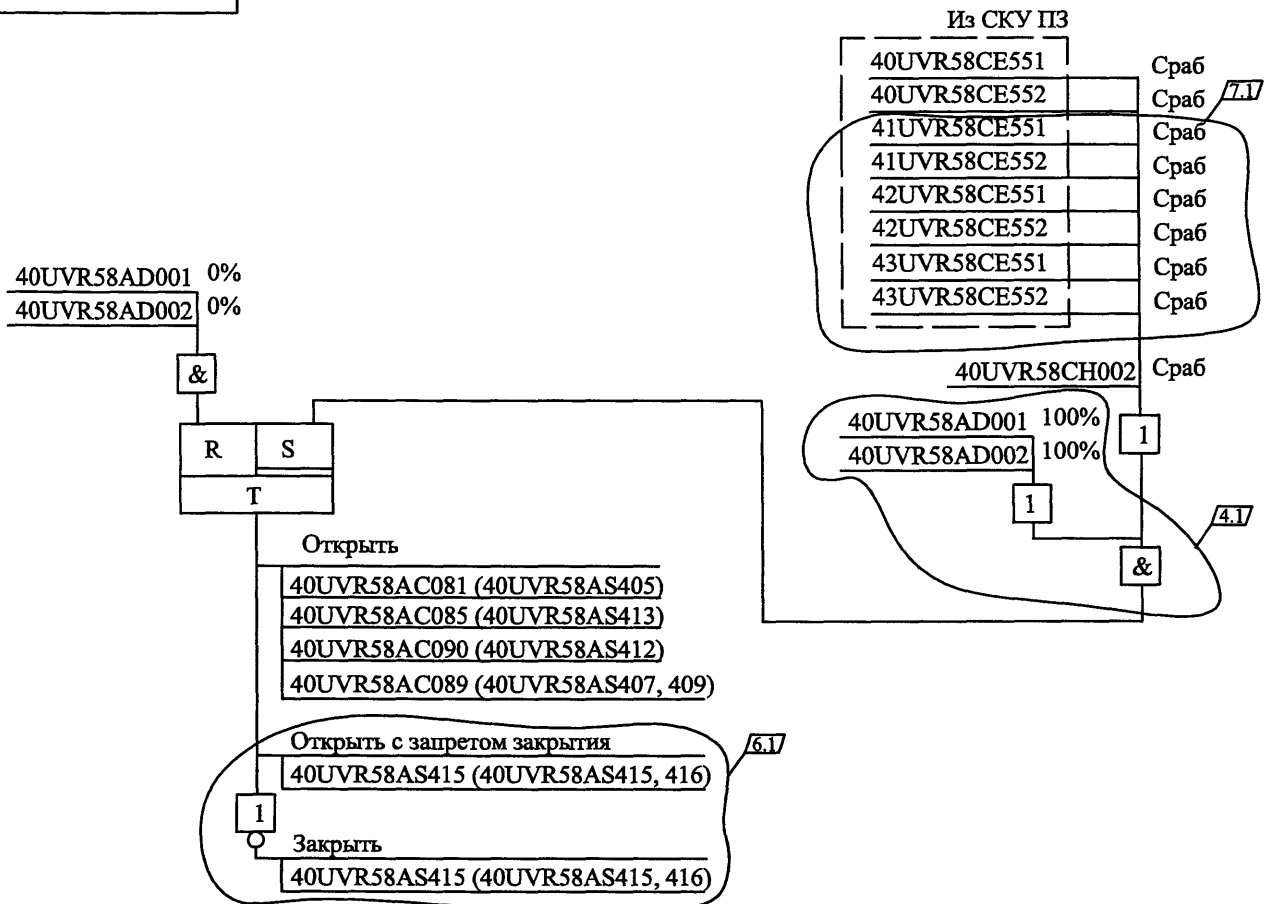 Из СКУ ПЗ
40UVR58CE551 Сраб
40UVR58CE552 Сраб
7.1
41UVR58CE551 Сраб
41UVR58CE552 Сраб
42UVR58CE551 Сраб
42UVR58CE552 Сраб
43UVR58CE551 Сраб
43UVR58CE552 Сраб
40UVR58CH002 Сраб
40UVR58AD001 100%
40UVR58AD002 100%
1
1
4.1
&
40UVR58AD001 0%
40UVR58AD002 0%
&
R S
T
Открыть
40UVR58AC081 (40UVR58AS405)
40UVR58AC085 (40UVR58AS413)
40UVR58AC090 (40UVR58AS412)
40UVR58AC089 (40UVR58AS407, 409)
Открыть с запретом закрытия
6.1
40UVR58AS415 (40UVR58AS415, 416)
1
Закрыть
40UVR58AS415 (40UVR58AS415, 416)